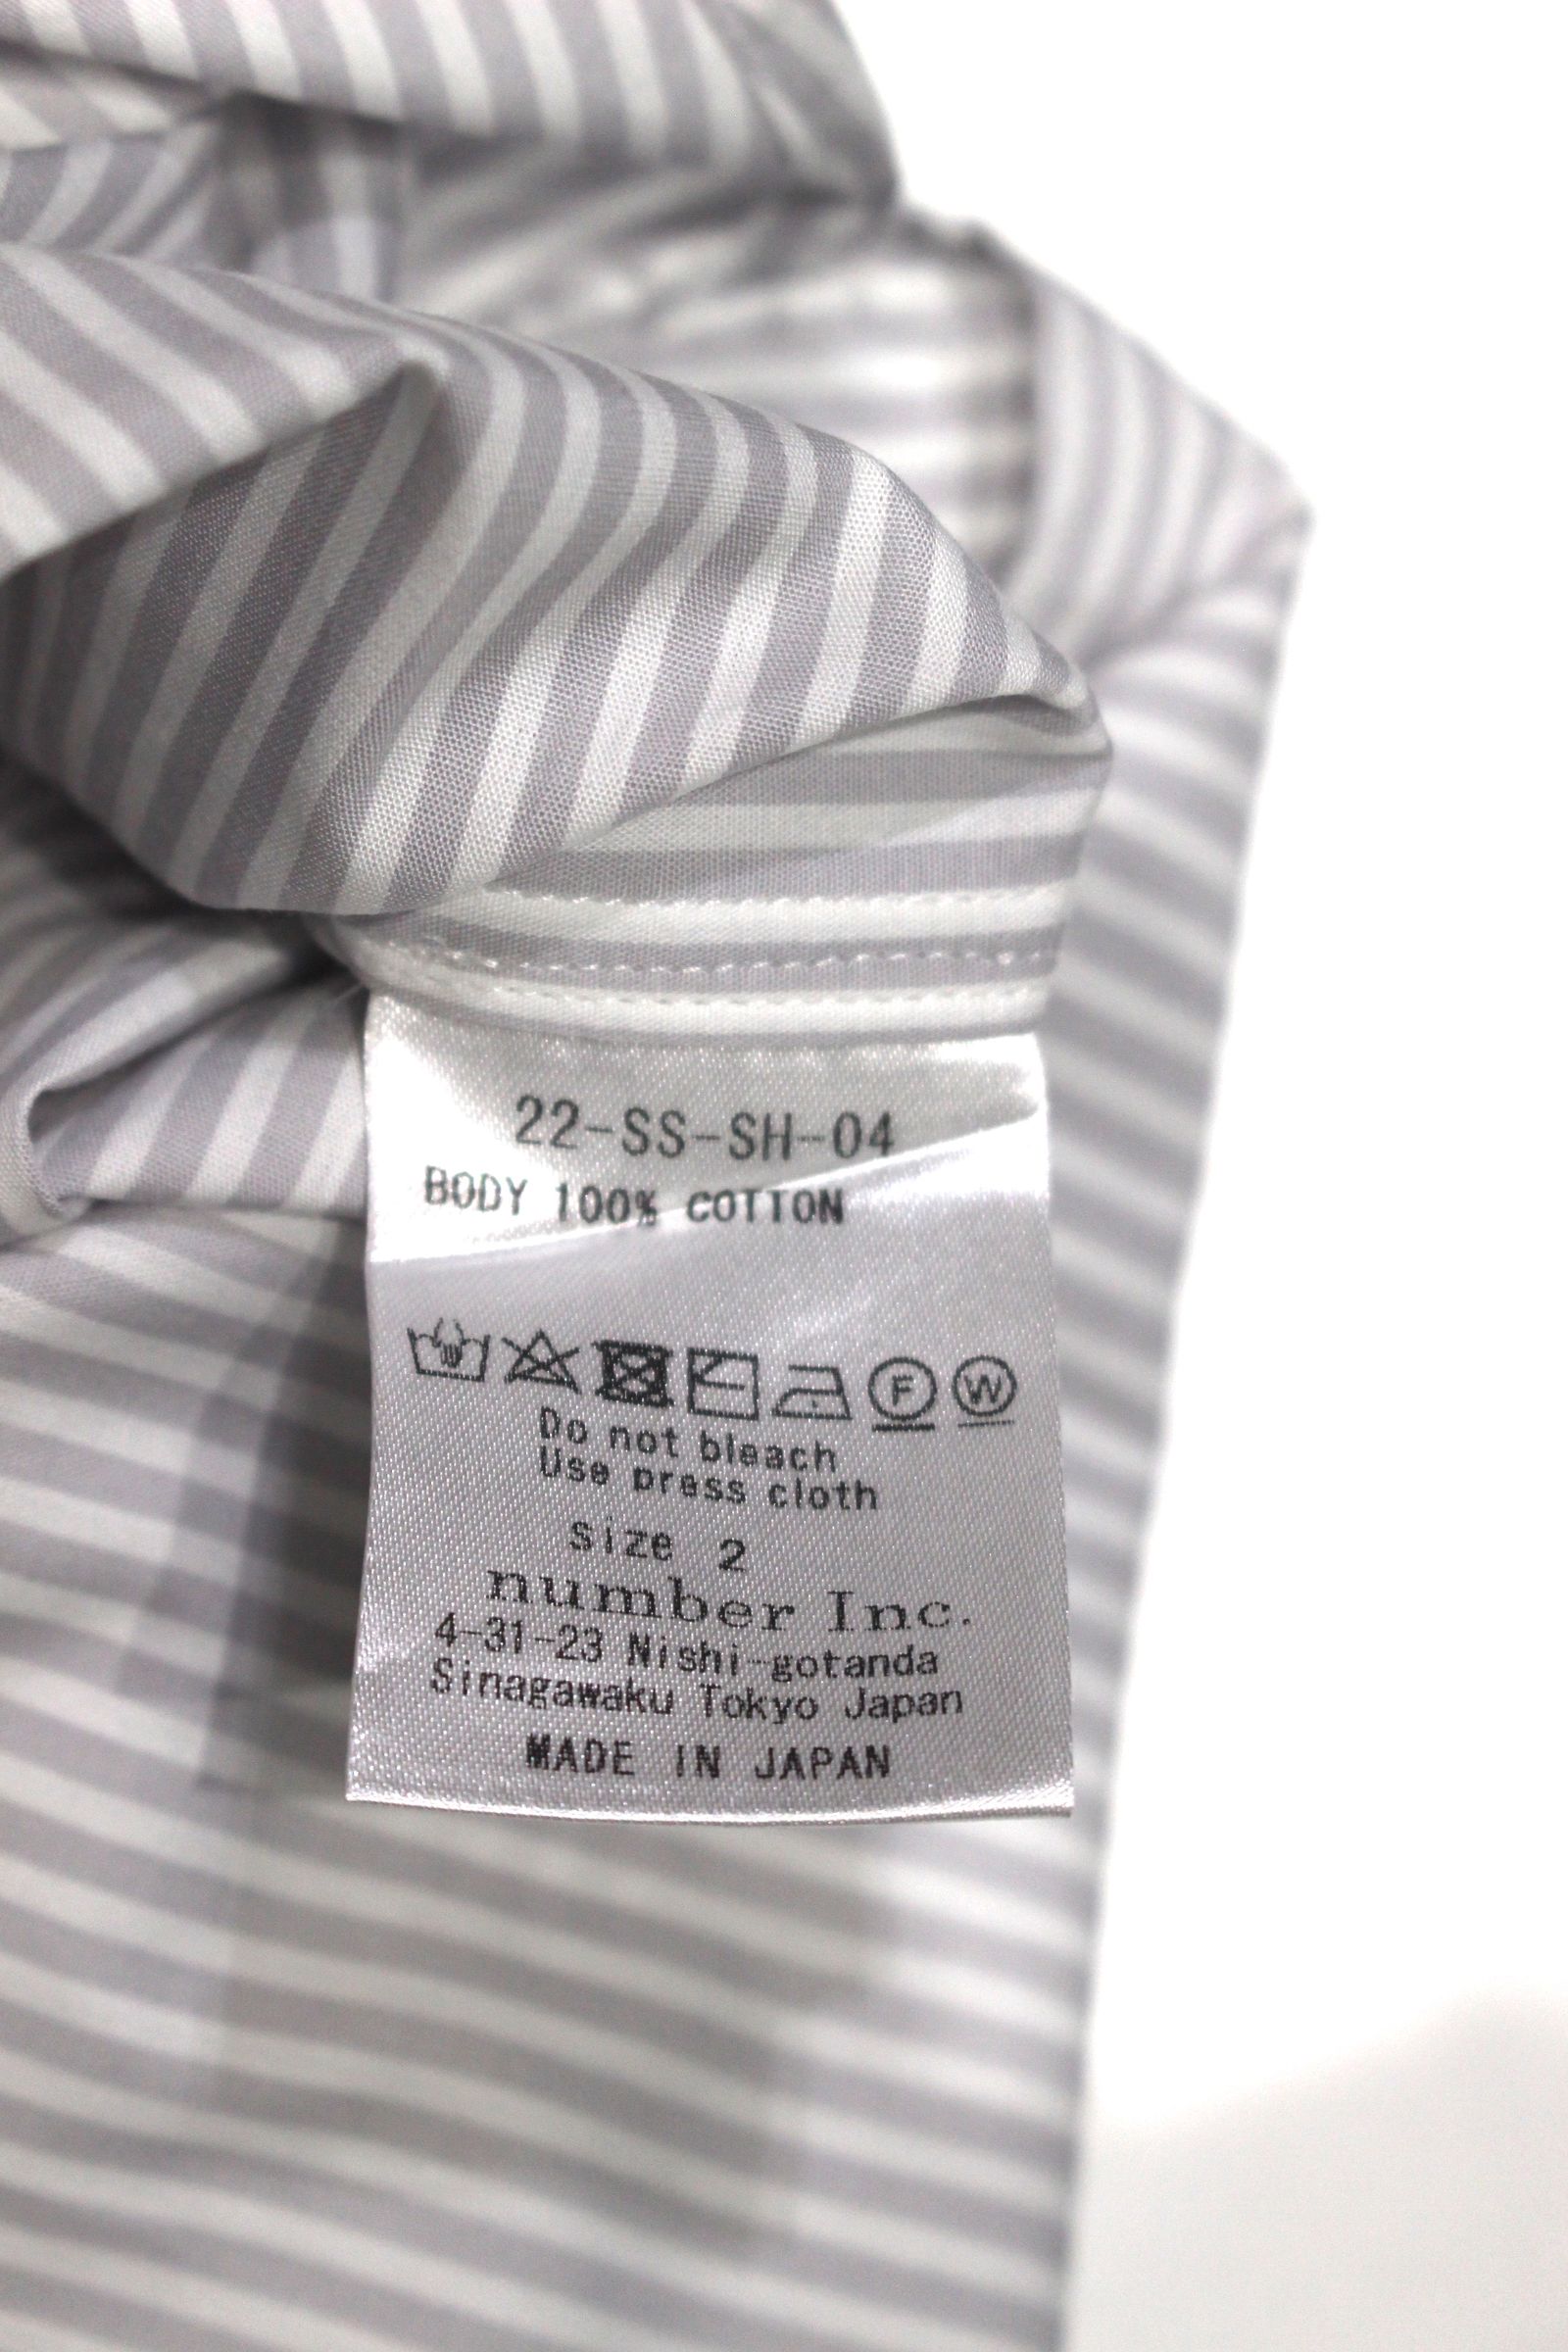 22-SS-SH-04
BODY 100% COTTON
F W
Do not bleach
Use press cloth
size 2
number Inc.
4-31-23 Nishi-gotanda
Sinagawaku Tokyo Japan
MADE IN JAPAN